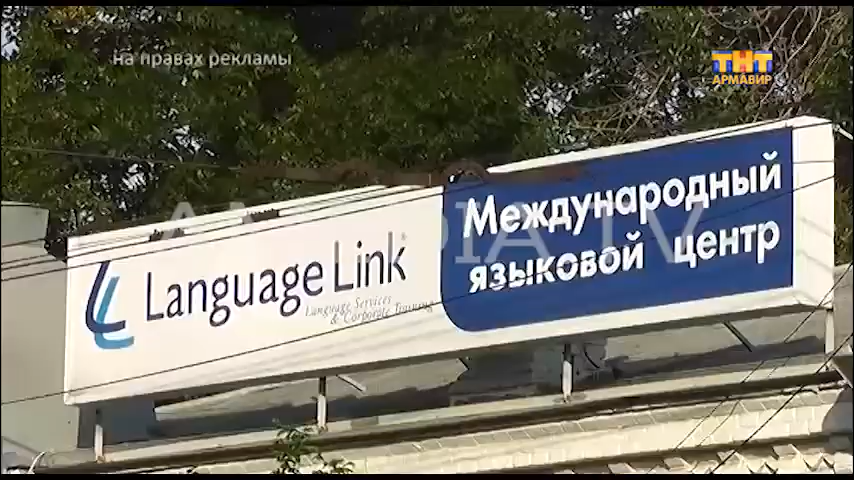 на правах рекламы
ТНТ
АРМАВИР
Language Link
Language Services
& Corporate Training
Международный
языковой центр